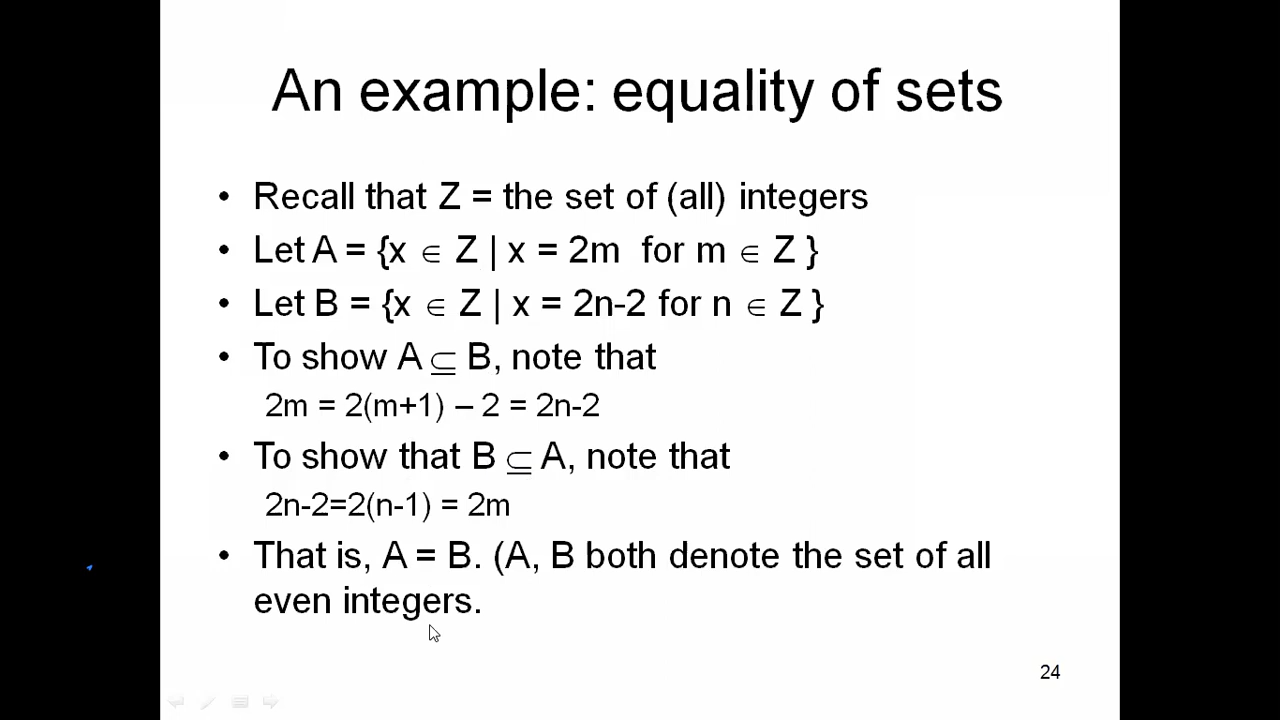 An example: equality of sets
• Recall that Z = the set of (all) integers
• Let A = {x ∈ Z | x = 2m for m ∈ Z }
• Let B = {x ∈ Z | x = 2n-2 for n ∈ Z }
• To show A ⊆ B, note that
2m = 2(m+1) – 2 = 2n-2
• To show that B ⊆ A, note that
2n-2=2(n-1) = 2m
• That is, A = B. (A, B both denote the set of all
even integers.
24